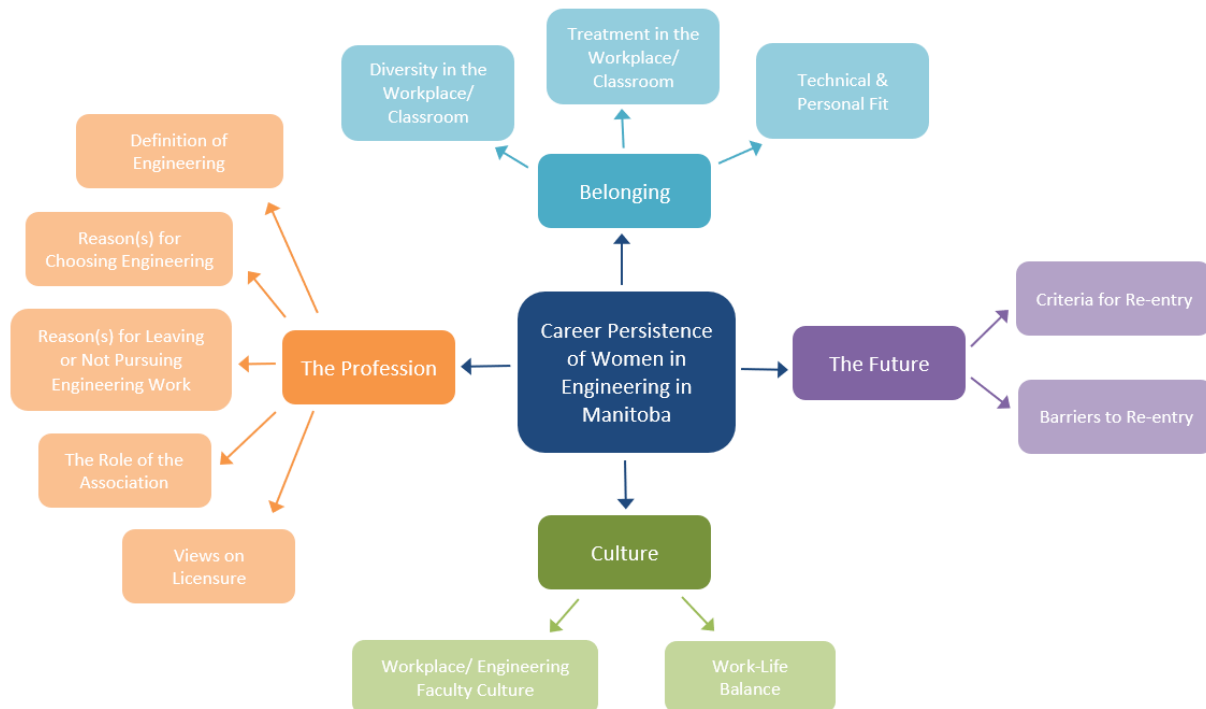 Treatment in the
Workplace/
Classroom
Diversity in the
Workplace/
Classroom
Technical &
Personal Fit
Belonging
Definition of
Engineering
Reason(s) for
Choosing Engineering
Reason(s) for Leaving
or Not Pursuing
Engineering Work
The Role of the
Association
Views on
Licensure
The Profession
Career Persistence
of Women in
Engineering in
Manitoba
The Future
Criteria for Re-entry
Barriers to Re-entry
Culture
Workplace/ Engineering
Faculty Culture
Work-Life
Balance